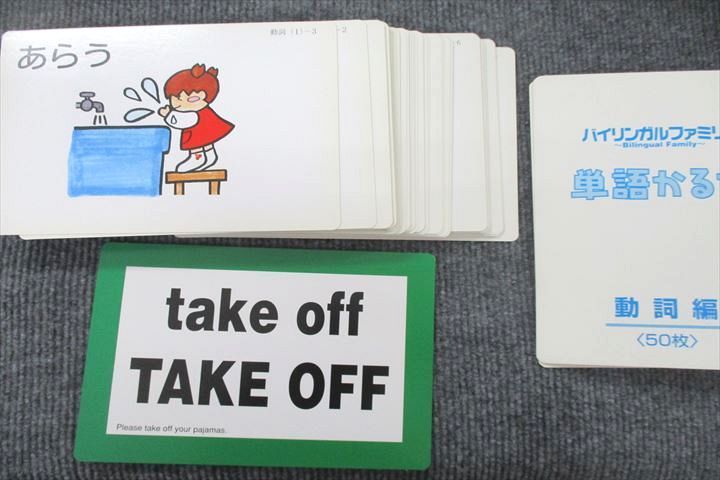 動詞(1)-3
-2
-6
あらう
バイリンガルファミリ
~Bilingual Family~
単語かる
動詞編
〈50枚〉
take off
TAKE OFF
Please take off your pajamas.